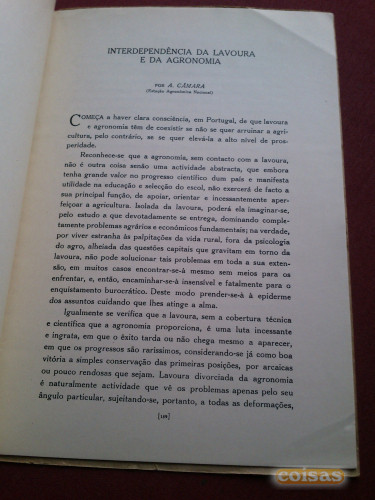 INTERDEPENDÊNCIA DA LAVOURA
E DA AGRONOMIA
POR A. CÂMARA
(Estação Agronómica Nacional)
COMEÇA a haver clara consciência, em Portugal, de que lavoura
e agronomia têm de coexistir se não se quer arruinar a agri-
cultura, pelo contrário, se se quer elevá-la a alto nível de pros-
peridade.
Reconhece-se que a agronomia, sem contacto com a lavoura,
não é outra coisa senão uma actividade abstracta, que embora
tenha grande valor no progresso científico dum país e manifesta
utilidade na educação e selecção do escol, não exercerá de facto a
sua principal função, de apoiar, orientar e incessantemente aper-
feiçoar a agricultura. Isolada da lavoura, poderá ela imaginar-se,
pelo estudo a que devotadamente se entrega, dominando comple-
tamente problemas agrários e económicos fundamentais; na verdade,
por viver estranha às palpitações da vida rural, fora da psicologia
do agro, alheiada das questões capitais que gravitam em torno da
lavoura, não pode solucionar tais problemas em toda a sua exten-
são, em muitos casos encontrar-se-á mesmo sem meios para os
enfrentar, e, então, encaminhar-se-á insensível e fatalmente para o
enquistamento burocrático. Deste modo prender-se-à à epiderme
dos assuntos cuidando que lhes atinge a alma.
Igualmente se verifica que a lavoura, sem a cobertura técnica
e científica que a agronomia proporciona, é uma luta incessante
e ingrata, em que o êxito tarda ou não chega mesmo a aparecer,
em que os progressos são raríssimos, considerando-se já como boa
vitória a simples conservação das primeiras posições, por arcaicas
ou pouco rendosas que sejam. Lavoura divorciada da agronomia
é naturalmente actividade que vê os problemas apenas pelo seu
ângulo particular, sujeitando-se, portanto, a todas as deformações,
[169]
coisas